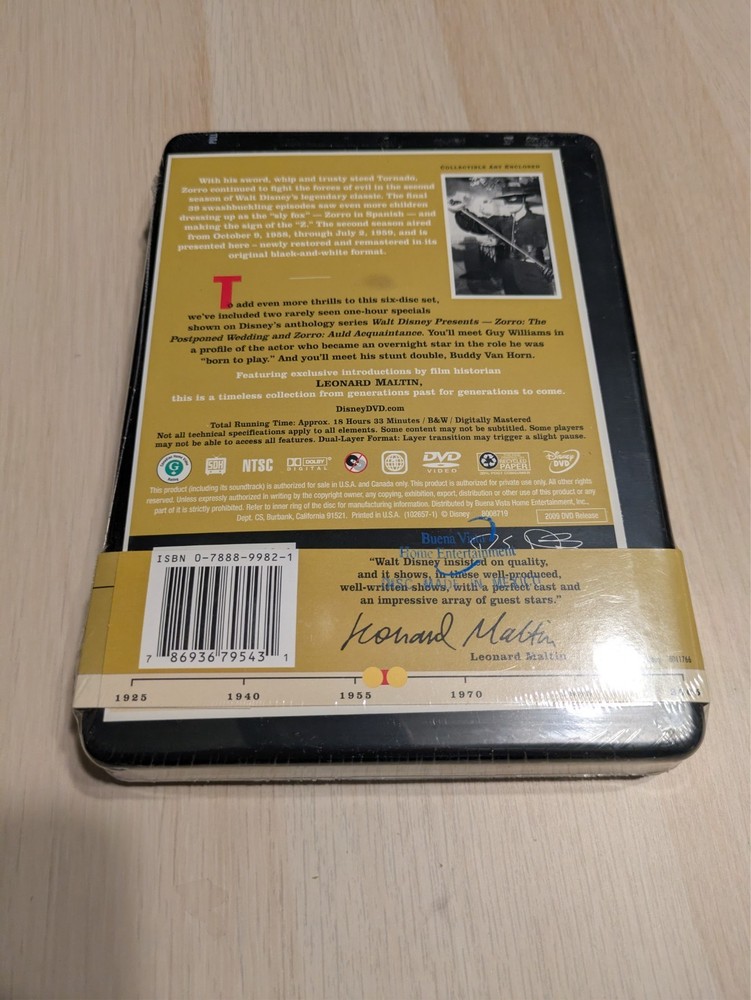 COLLECTIBLE ART ENCLOSED
With his sword, whip and trusty steed Tornado,
Zorro continued to fight the forces of evil in the second
season of Walt Disney's legendary classic. The final
39 swashbuckling episodes saw even more children
dressing up as the "sly fox" — Zorro in Spanish — and
making the sign of the "Z." The second season aired
from October 9, 1958, through July 2, 1959, and is
presented here – newly restored and remastered in its
original black-and-white format.
To add even more thrills to this six-disc set,
we've included two rarely seen one-hour specials
shown on Disney's anthology series Walt Disney Presents — Zorro: The
Postponed Wedding and Zorro: Auld Acquaintance. You'll meet Guy Williams in
a profile of the actor who became an overnight star in the role he was
"born to play." And you'll meet his stunt double, Buddy Van Horn.
Featuring exclusive introductions by film historian
LEONARD MALTIN,
this is a timeless collection from generations past for generations to come.
DisneyDVD.com
Total Running Time: Approx. 18 Hours 33 Minutes / B&W / Digitally Mastered
Not all technical specifications apply to all elements. Some content may not be subtitled. Some players
may not be able to access all features. Dual-Layer Format: Layer transition may trigger a slight pause.
G
SDH
NTSC
DOLBY DIGITAL
DVD VIDEO
RECYCLED PAPER
Disney DVD
This product (including its soundtrack) is authorized for sale in U.S.A. and Canada only. This product is authorized for private use only. All other rights
reserved. Unless expressly authorized in writing by the copyright owner, any copying, exhibition, export, distribution or other use of this product or any
part of it is strictly prohibited. Refer to inner ring of the disc for manufacturing information. Distributed by Buena Vista Home Entertainment, Inc.,
Dept. CS, Burbank, California 91521. Printed in U.S.A. (102657-1) © Disney
2009 DVD Release
Buena Vista
Home Entertainment
DISC MADE IN MEXICO
"Walt Disney insisted on quality,
and it shows in these well-produced,
well-written shows, with a perfect cast and
an impressive array of guest stars."
Leonard Maltin
Leonard Maltin
ISBN 0-7888-9982-1
7 86936 79543 1
1925 1940 1955 1970